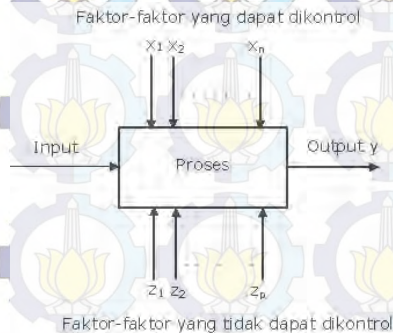 Faktor-faktor yang dapat dikontrol
X1 X2 Xn
Input Proses Output y
Z1 Z2 Zp
Faktor-faktor yang tidak dapat dikontrol